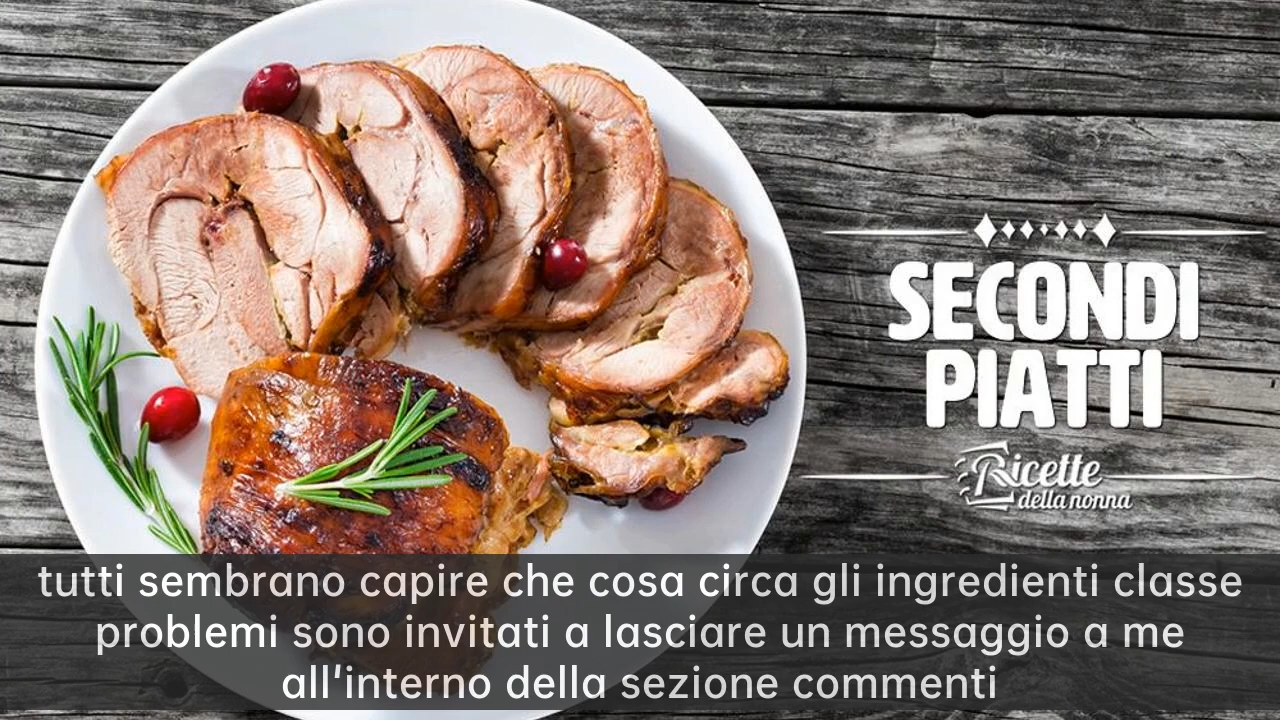 SECONDI
PIATTI
Ricette
della nonna
tutti sembrano capire che cosa circa gli ingredienti classe
problemi sono invitati a lasciare un messaggio a me
all'interno della sezione commenti